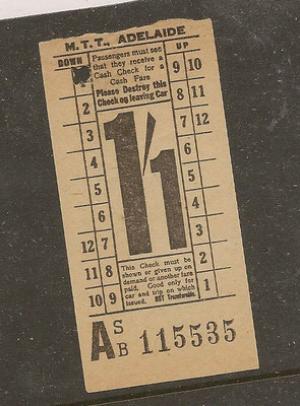 M.T.T., ADELAIDE
DOWN
UP
Passengers must see
that they receive a
Cash Check for a
Cash Fare
Please Destroy this
Check on leaving Car
1
2
3
4
5
6
12
11
10
7
8
9
1'1
9
10
8
11
7
12
6
5
4
3
2
1
This Check must be
shown or given up on
demand or another fare
paid. Good only for
car and trip on which
issued. NOT Transferable.
A S
B 115535